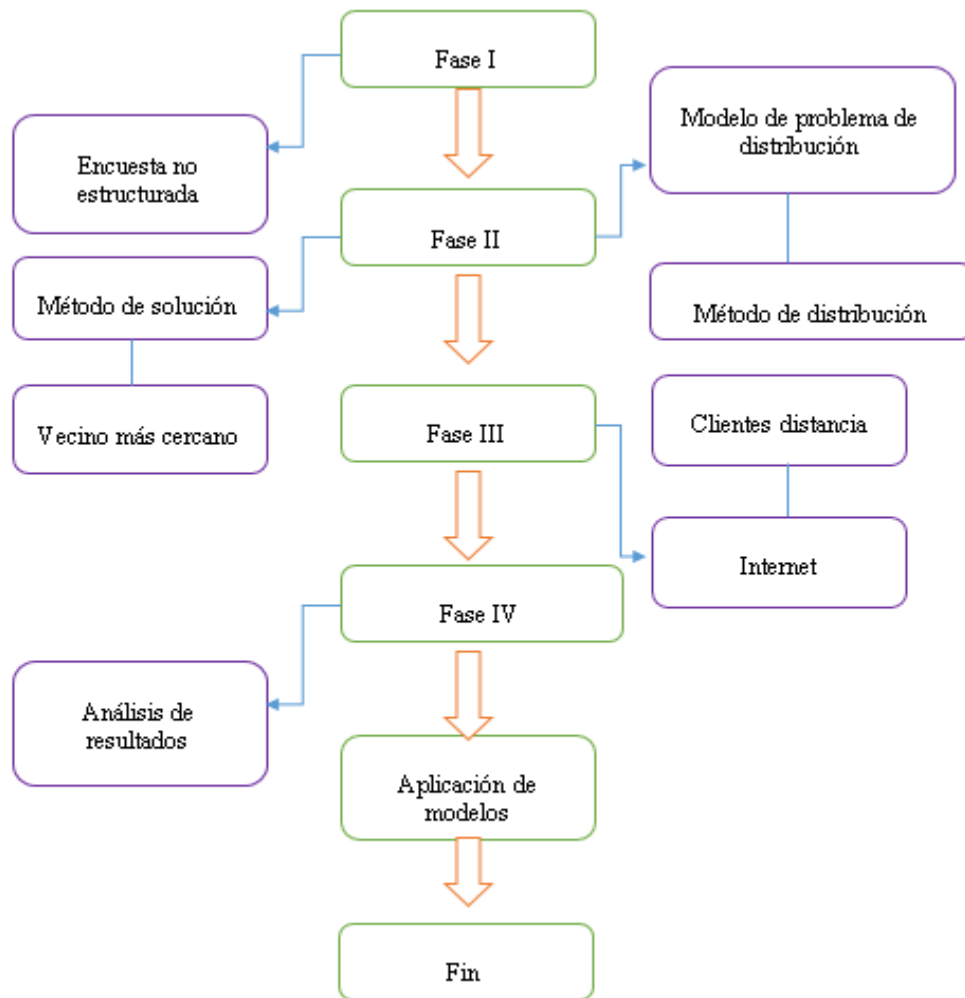 Fase I
Encuesta no
estructurada
Modelo de problema de
distribución
Fase II
Método de solución
Método de distribución
Vecino más cercano
Fase III
Clientes distancia
Internet
Fase IV
Análisis de
resultados
Aplicación de
modelos
Fin